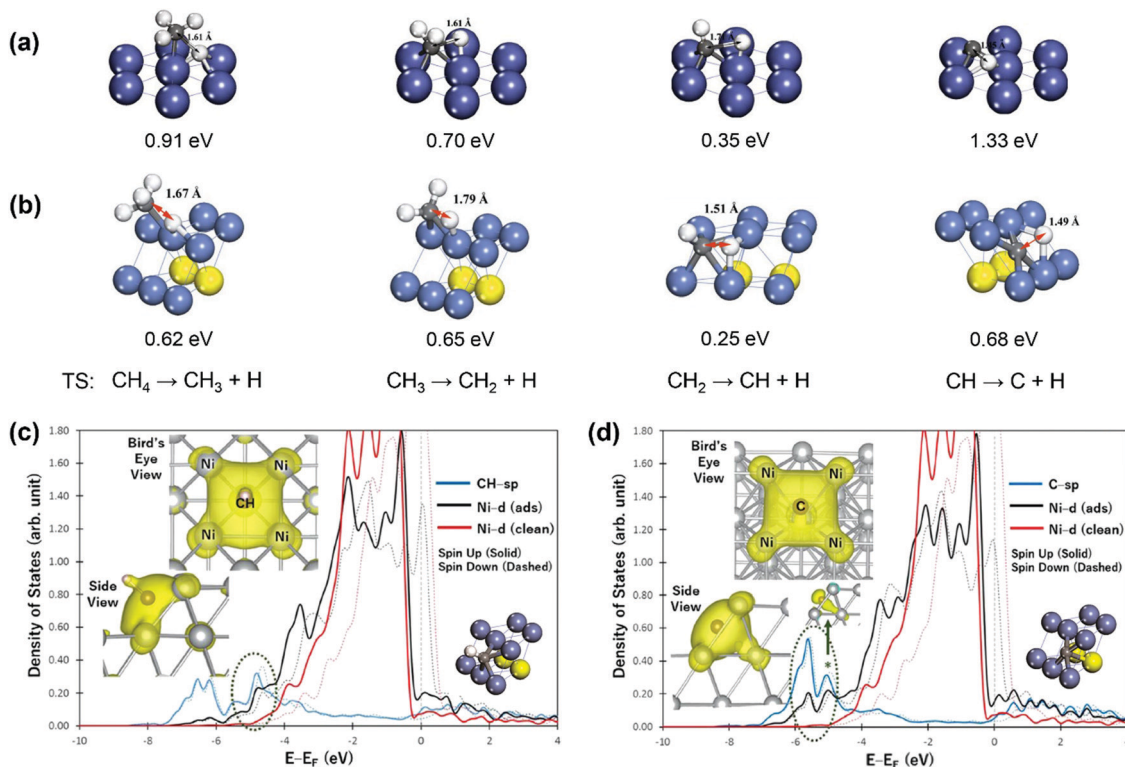 (a)
1.61 Å
1.61 Å
0.91 eV
0.70 eV
0.35 eV
1.33 eV
(b)
1.67 Å
1.79 Å
1.51 Å
1.49 Å
0.62 eV
0.65 eV
0.25 eV
0.68 eV
TS: CH₄ → CH₃ + H
CH₃ → CH₂ + H
CH₂ → CH + H
CH → C + H
(c)
Density of States (arb. unit)
1.80
1.60
1.40
1.20
1.00
0.80
0.60
0.40
0.20
0.00
Bird's
Eye
View
Ni
Ni
CH
Ni
Ni
Side
View
CH-sp
Ni-d (ads)
Ni-d (clean)
Spin Up (Solid)
Spin Down (Dashed)
-10
-8
-6
-4
-2
0
2
4
E-E_F (eV)
(d)
Density of States (arb. unit)
1.80
1.60
1.40
1.20
1.00
0.80
0.60
0.40
0.20
0.00
Bird's
Eye
View
Ni
Ni
C
Ni
Ni
Side
View
*
C-sp
Ni-d (ads)
Ni-d (clean)
Spin Up (Solid)
Spin Down (Dashed)
-10
-8
-6
-4
-2
0
2
4
E-E_F (eV)